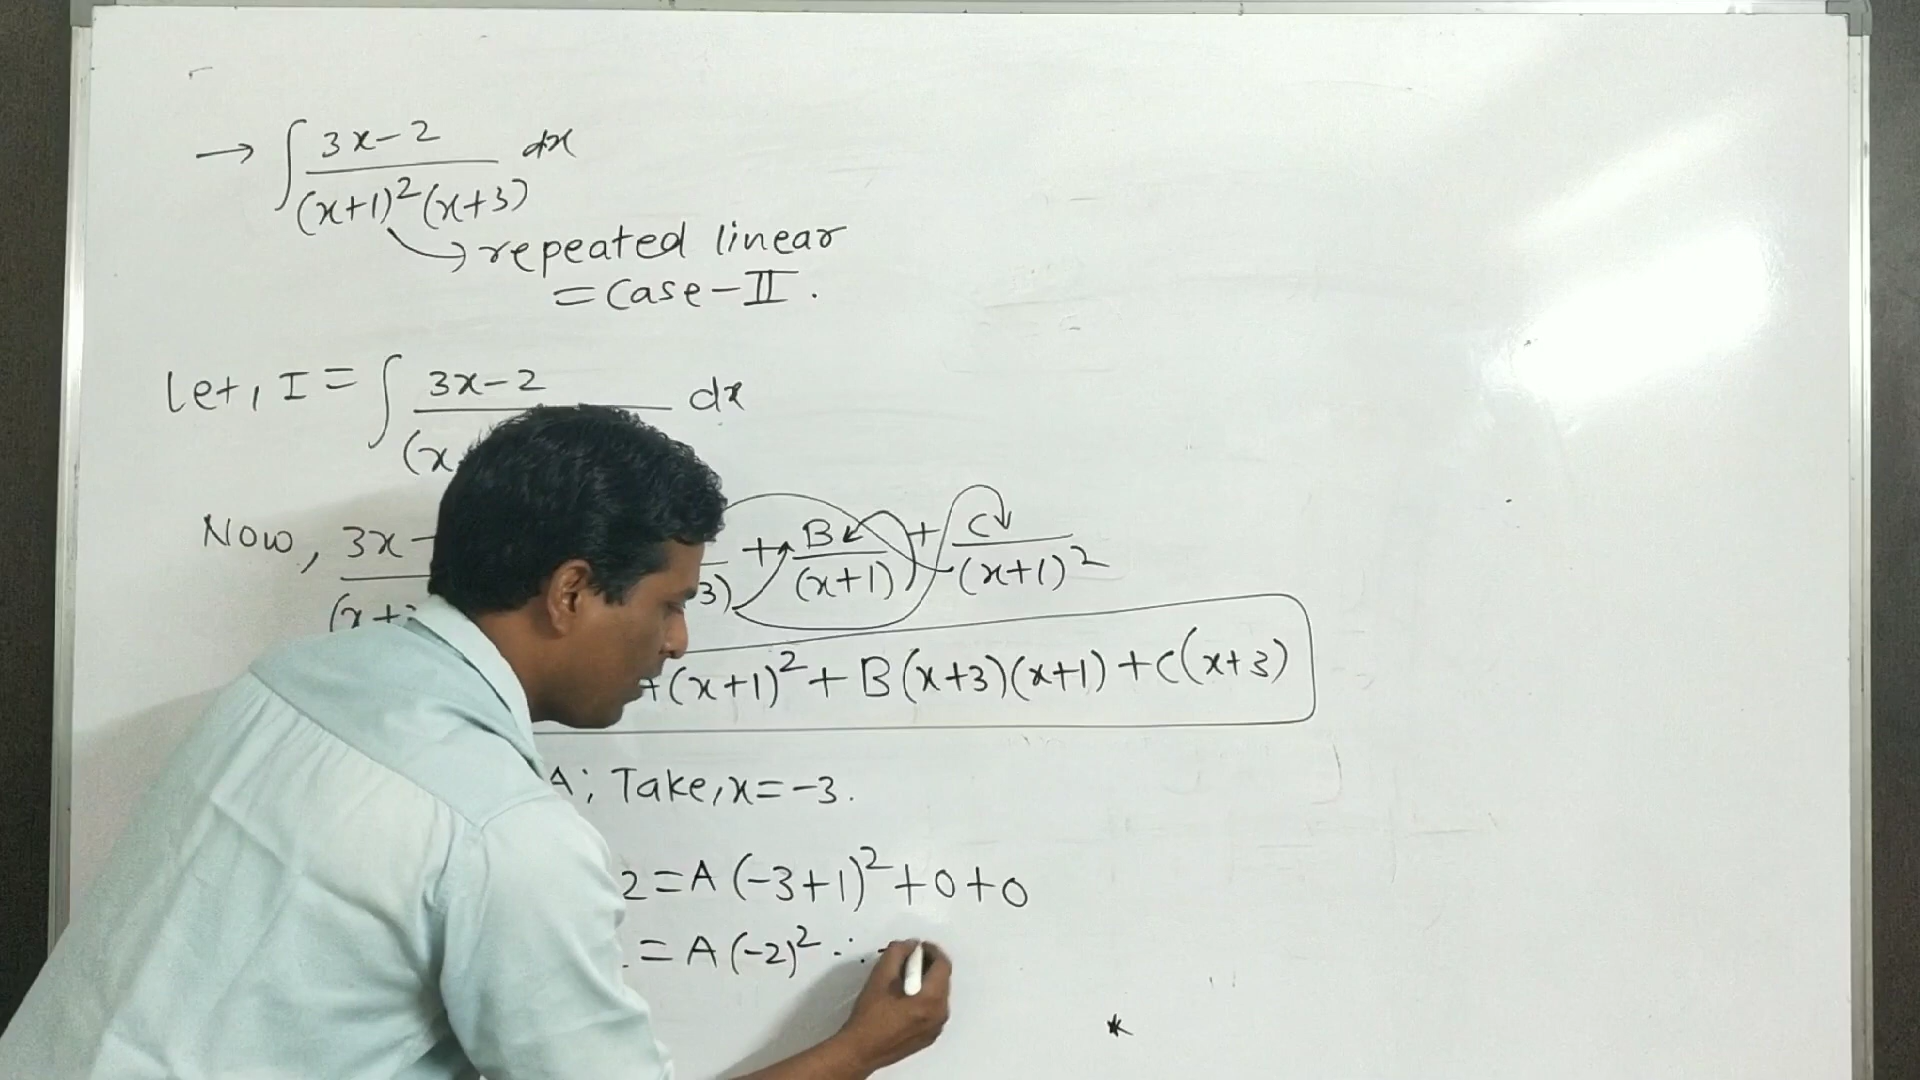 → ∫ 3x-2 / (x+1)²(x+3) dx
→ repeated linear
= Case-II.
Let, I = ∫ 3x-2 / (x dx
Now, 3x- / (x+ 3) + B / (x+1) + C / (x+1)²
(x+1)² + B(x+3)(x+1) + C(x+3)
A; Take, x=-3.
2 = A(-3+1)² + 0 + 0
= A(-2)² ∴ -